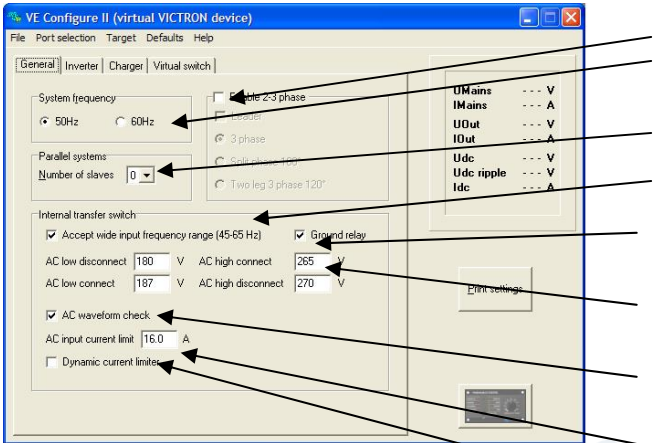 VE Configure II (virtual VICTRON device)
File Port selection Target Defaults Help
General Inverter Charger Virtual switch
System frequency
50Hz 60Hz
Parallel systems
Number of slaves 0
Enable 2-3 phase
Leader
3 phase
Split phase 180°
Two leg 3 phase 120°
UMains --- V
IMains --- A
UOut --- V
IOut --- A
Udc --- V
Udc ripple --- V
Idc --- A
Internal transfer switch
Accept wide input frequency range (45-65 Hz) Ground relay
AC low disconnect 180 V AC high connect 265 V
AC low connect 187 V AC high disconnect 270 V
AC waveform check
AC input current limit 16.0 A
Dynamic current limiter
Print settings